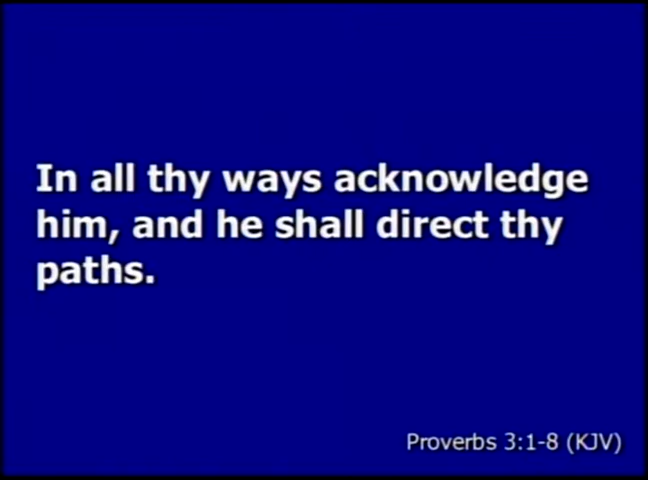 In all thy ways acknowledge
him, and he shall direct thy
paths.
Proverbs 3:1-8 (KJV)